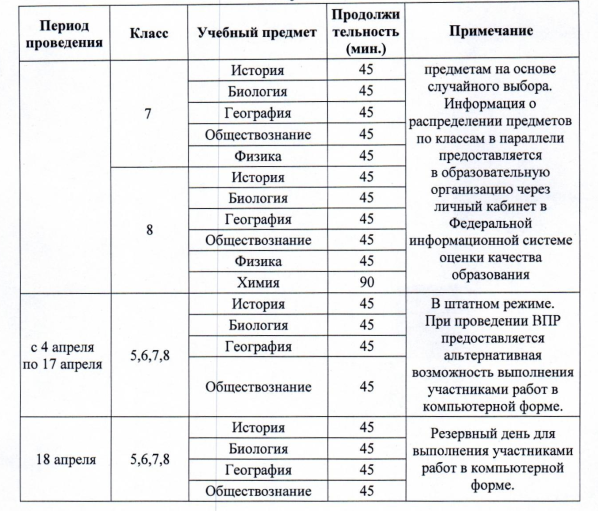 Период проведения | Класс | Учебный предмет | Продолжи тельность (мин.) | Примечание
7
История 45
Биология 45
География 45
Обществознание 45
Физика 45
8
История 45
Биология 45
География 45
Обществознание 45
Физика 45
Химия 90
предметам на основе
случайного выбора.
Информация о
распределении предметов
по классам в параллели
предоставляется
в образовательную
организацию через
личный кабинет в
Федеральной
информационной системе
оценки качества
образования
с 4 апреля
по 17 апреля
5,6,7,8
История 45
Биология 45
География 45
Обществознание 45
В штатном режиме.
При проведении ВПР
предоставляется
альтернативная
возможность выполнения
участниками работ в
компьютерной форме.
18 апреля
5,6,7,8
История 45
Биология 45
География 45
Обществознание 45
Резервный день для
выполнения участниками
работ в компьютерной
форме.